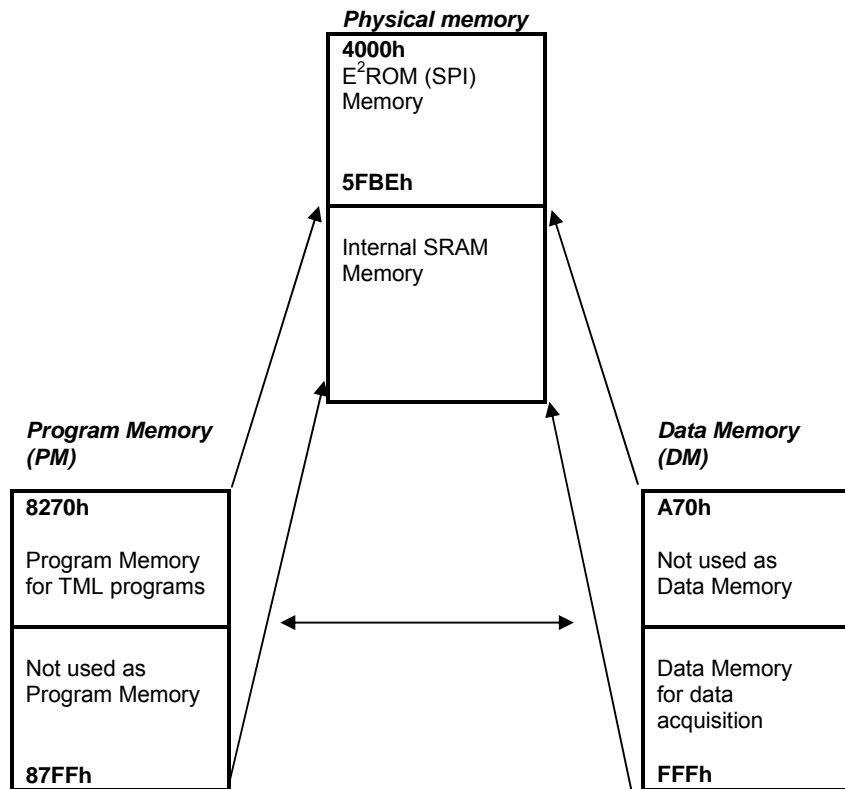 Physical memory
4000h
E²ROM (SPI)
Memory
5FBEh
Internal SRAM
Memory
Program Memory
(PM)
8270h
Program Memory
for TML programs
Not used as
Program Memory
87FFh
Data Memory
(DM)
A70h
Not used as
Data Memory
Data Memory
for data
acquisition
FFFh